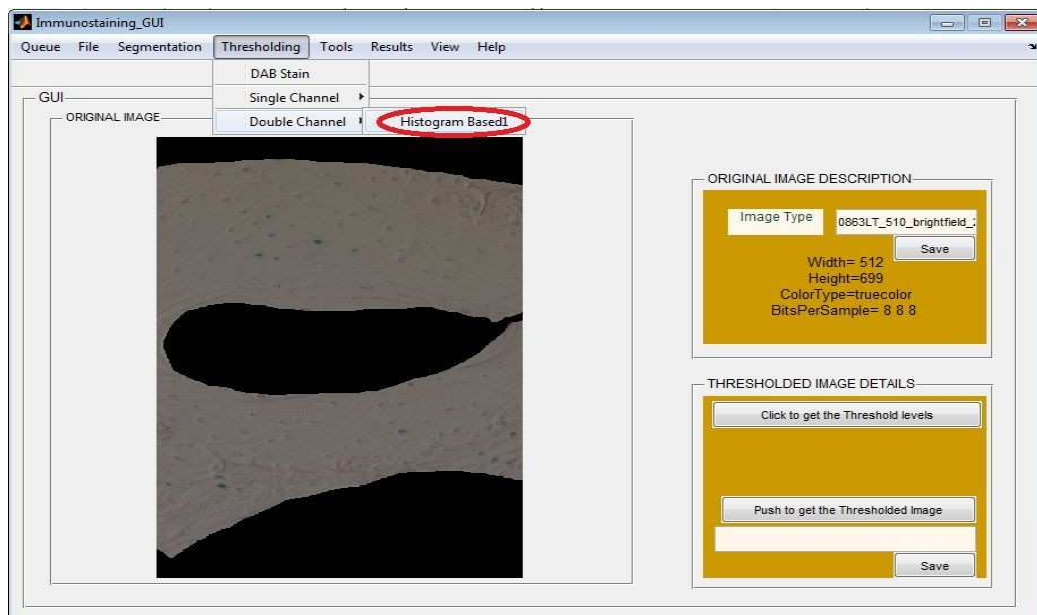 Immunostaining_GUI
Queue File Segmentation Thresholding Tools Results View Help
DAB Stain
Single Channel
Double Channel
Histogram Based1
GUI
ORIGINAL IMAGE
ORIGINAL IMAGE DESCRIPTION
Image Type
0863LT_510_brightfield_2
Save
Width= 512
Height=699
ColorType=truecolor
BitsPerSample= 8 8 8
THRESHOLDED IMAGE DETAILS
Click to get the Threshold levels
Push to get the Thresholded Image
Save